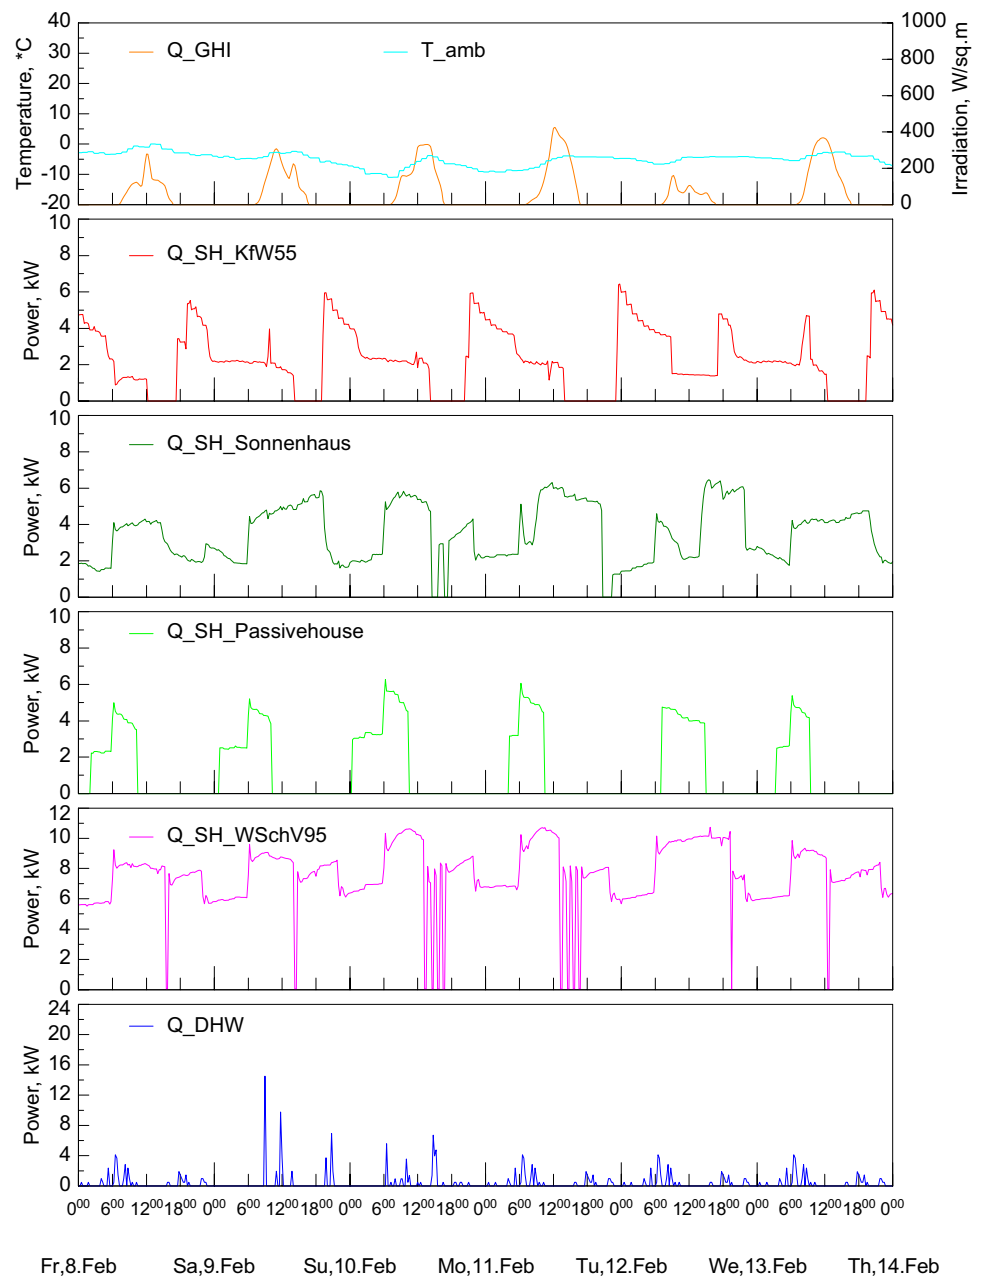 40
30
20
10
0
-10
-20
Temperature, *C
Q_GHI
T_amb
1000
800
600
400
200
0
Irradiation, W/sq.m
10
8
6
4
2
0
Power, kW
Q_SH_KfW55
10
8
6
4
2
0
Power, kW
Q_SH_Sonnenhaus
10
8
6
4
2
0
Power, kW
Q_SH_Passivehouse
12
10
8
6
4
2
0
Power, kW
Q_SH_WSchV95
24
20
16
12
8
4
0
Power, kW
Q_DHW
0⁰⁰ 6⁰⁰ 12⁰⁰ 18⁰⁰ 0⁰⁰ 6⁰⁰ 12⁰⁰ 18⁰⁰ 0⁰⁰ 6⁰⁰ 12⁰⁰ 18⁰⁰ 0⁰⁰ 6⁰⁰ 12⁰⁰ 18⁰⁰ 0⁰⁰ 6⁰⁰ 12⁰⁰ 18⁰⁰ 0⁰⁰ 6⁰⁰ 12⁰⁰ 18⁰⁰ 0⁰⁰
Fr,8.Feb Sa,9.Feb Su,10.Feb Mo,11.Feb Tu,12.Feb We,13.Feb Th,14.Feb